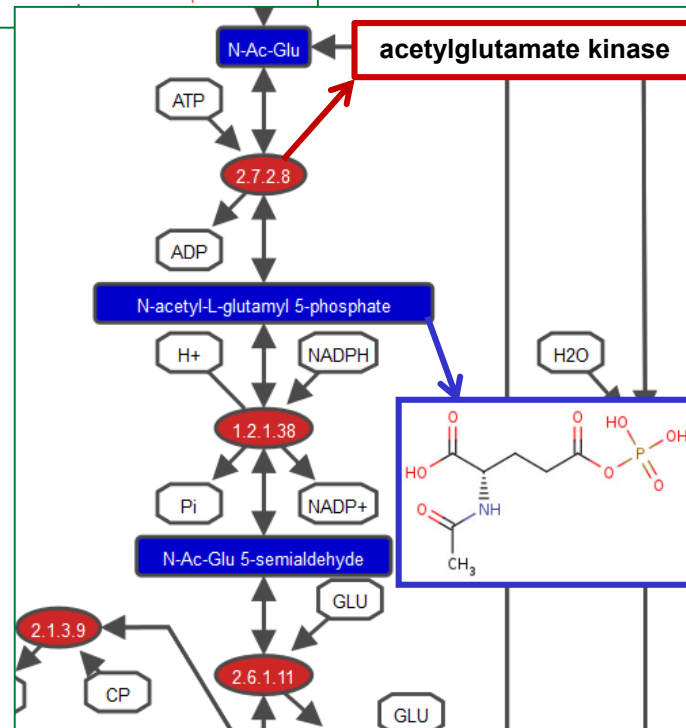 N-Ac-Glu
acetylglutamate kinase
ATP
2.7.2.8
ADP
N-acetyl-L-glutamyl 5-phosphate
H+
NADPH
H2O
1.2.1.38
Pi
NADP+
O
O
HO
OH
P
HO
O
O
NH
O
CH3
N-Ac-Glu 5-semialdehyde
GLU
2.1.3.9
2.6.1.11
CP
GLU